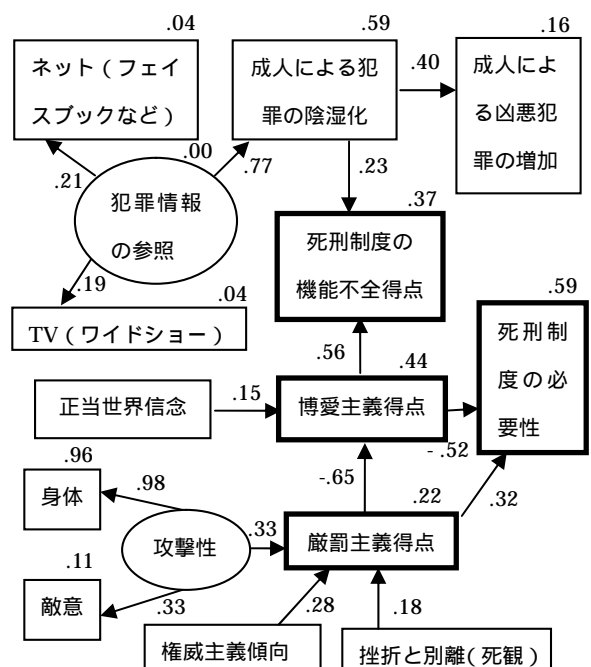 .04
.59
.16
ネット(フェイ
スブックなど)
成人による犯
罪の陰湿化
.40
成人によ
る凶悪犯
罪の増加
.00
.21
.77
.23
.37
犯罪情報
の参照
死刑制度の
機能不全得点
.19
.04
.59
TV(ワイドショー)
死刑制
度の必
要性
.56
.44
正当世界信念
.15
博愛主義得点
-.52
.96
-.65
.22
.32
身体
.98
攻撃性
.33
厳罰主義得点
.11
敵意
.33
.28
.18
権威主義傾向
挫折と別離(死観)